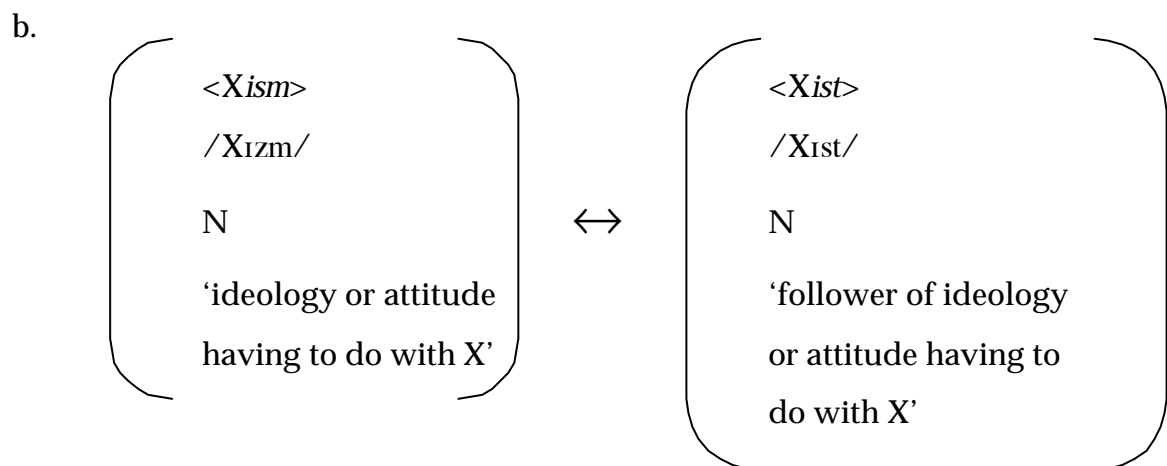 b.
<Xism> <Xist>
/Xɪzm/ /Xɪst/
N ↔ N
‘ideology or attitude ‘follower of ideology
having to do with X’ or attitude having to
do with X’